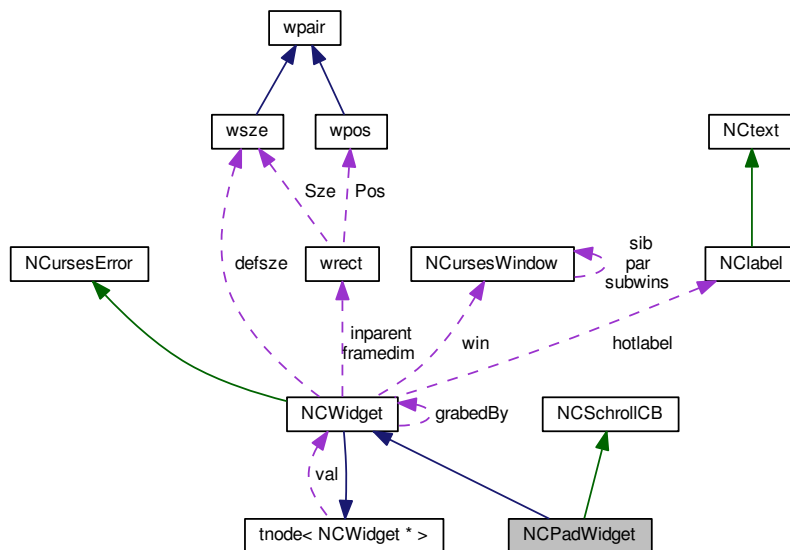 wpair
wsze
wpos
NCtext
Sze
Pos
NCursesError
defsze
wrect
NCursesWindow
sib
par
subwins
NClabel
inparent
framedim
win
hotlabel
NCWidget
grabedBy
NCSchrollCB
val
tnode< NCWidget * >
NCPadWidget